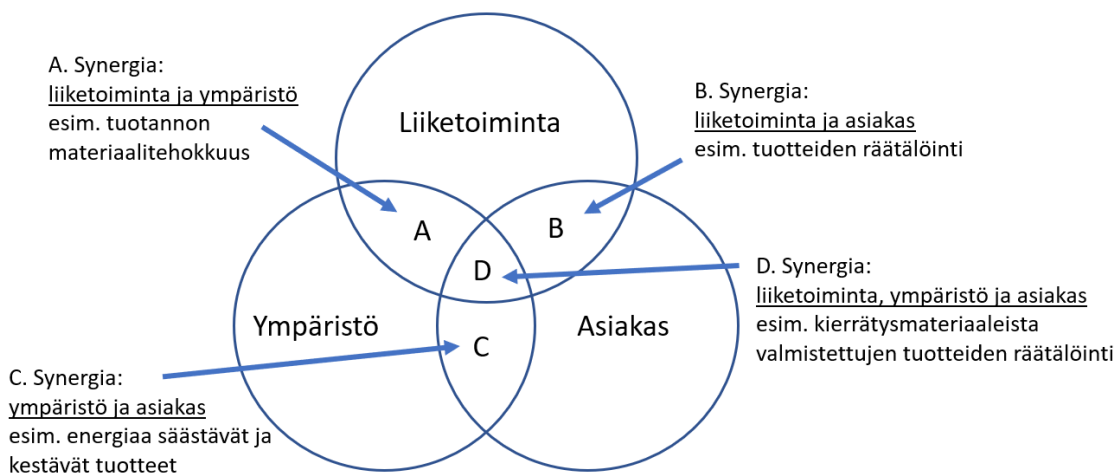 A. Synergia:
liiketoiminta ja ympäristö
esim. tuotannon
materiaalitehokkuus
Liiketoiminta
B. Synergia:
liiketoiminta ja asiakas
esim. tuotteiden räätälöinti
A
B
D
D. Synergia:
liiketoiminta, ympäristö ja asiakas
esim. kierrätysmateriaaleista
valmistettujen tuotteiden räätälöinti
Ympäristö
Asiakas
C
C. Synergia:
ympäristö ja asiakas
esim. energiaa säästävät ja
kestävät tuotteet